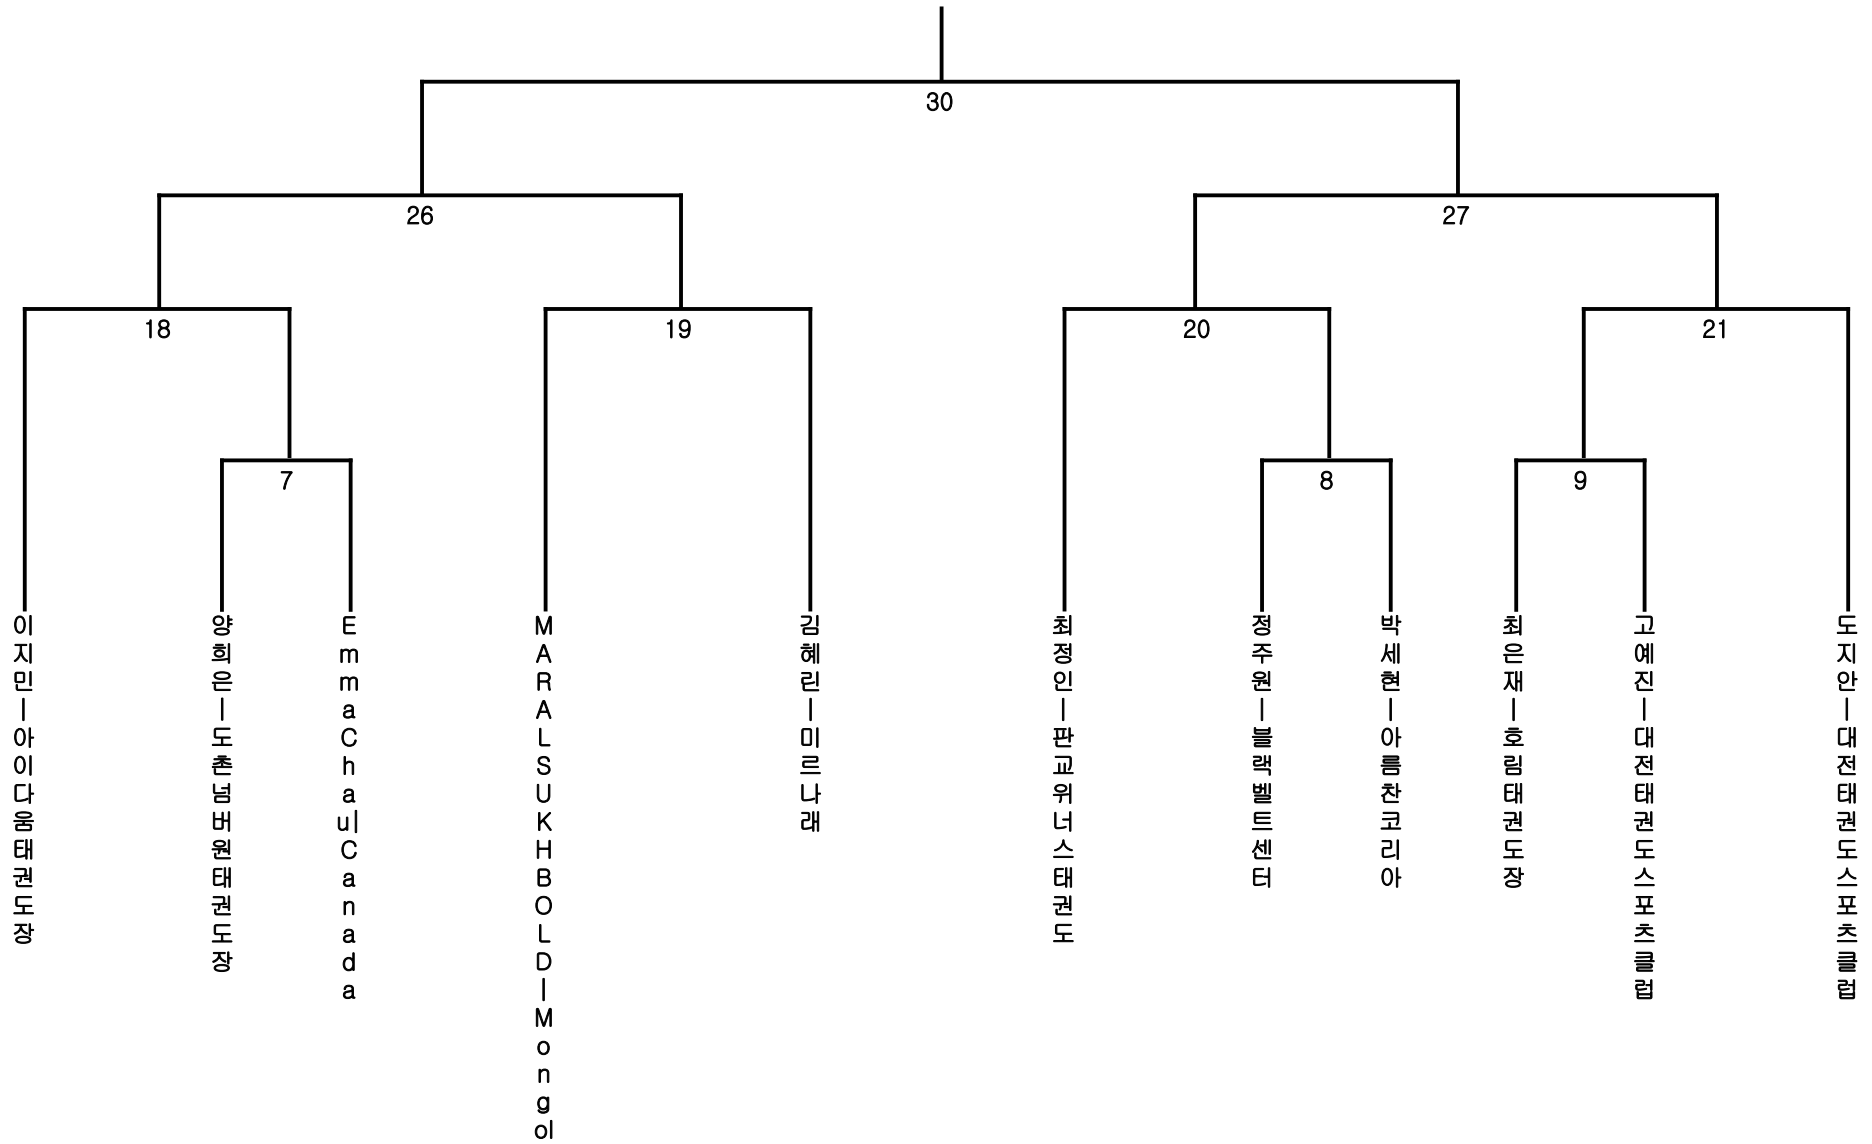 30
26
27
18
19
20
21
7
8
9
이지민|아이다움태권도장
양희은|도촌넘버원태권도장
EmmaChau|Canada
MARALSUKHBOLD|Mongol
김혜린|미르나래
최정인|판교위너스태권도
정주원|블랙벨트센터
박세현|아름찬코리아
최은재|호림태권도장
고예진|대전태권도스포츠클럽
도지안|대전태권도스포츠클럽